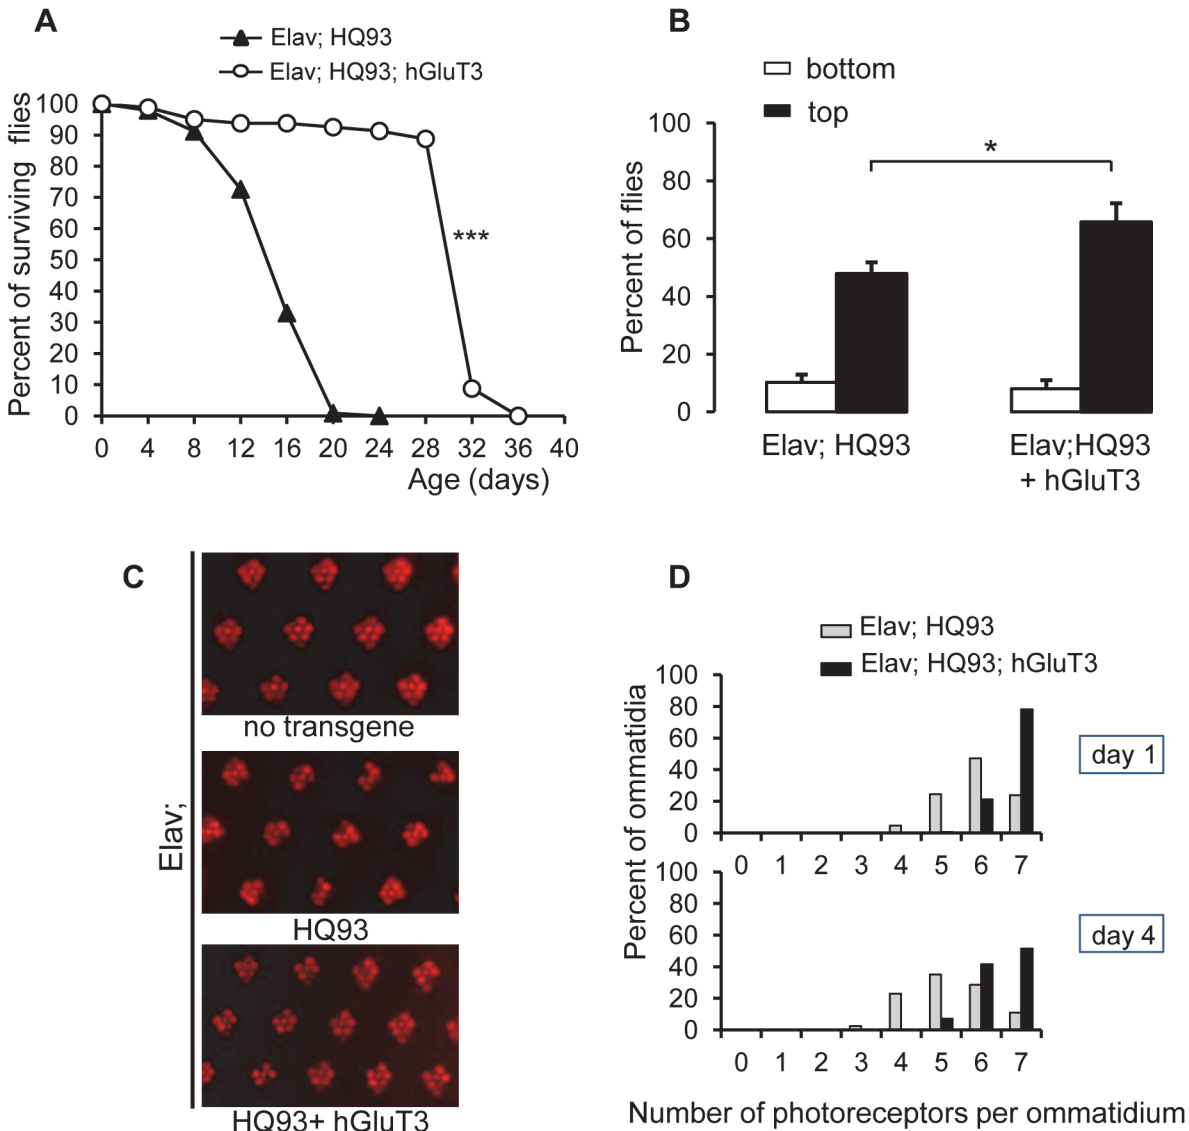 A
Elav; HQ93
Elav; HQ93; hGluT3
Percent of surviving flies
100
90
80
70
60
50
40
30
20
10
0
***
0 4 8 12 16 20 24 28 32 36 40
Age (days)
B
bottom
top
Percent of flies
100
80
60
40
20
0
*
Elav; HQ93
Elav;HQ93
+ hGluT3
C
Elav;
no transgene
HQ93
HQ93+ hGluT3
D
Elav; HQ93
Elav; HQ93; hGluT3
Percent of ommatidia
100
80
60
40
20
0
0 1 2 3 4 5 6 7
day 1
100
80
60
40
20
0
0 1 2 3 4 5 6 7
day 4
Number of photoreceptors per ommatidium